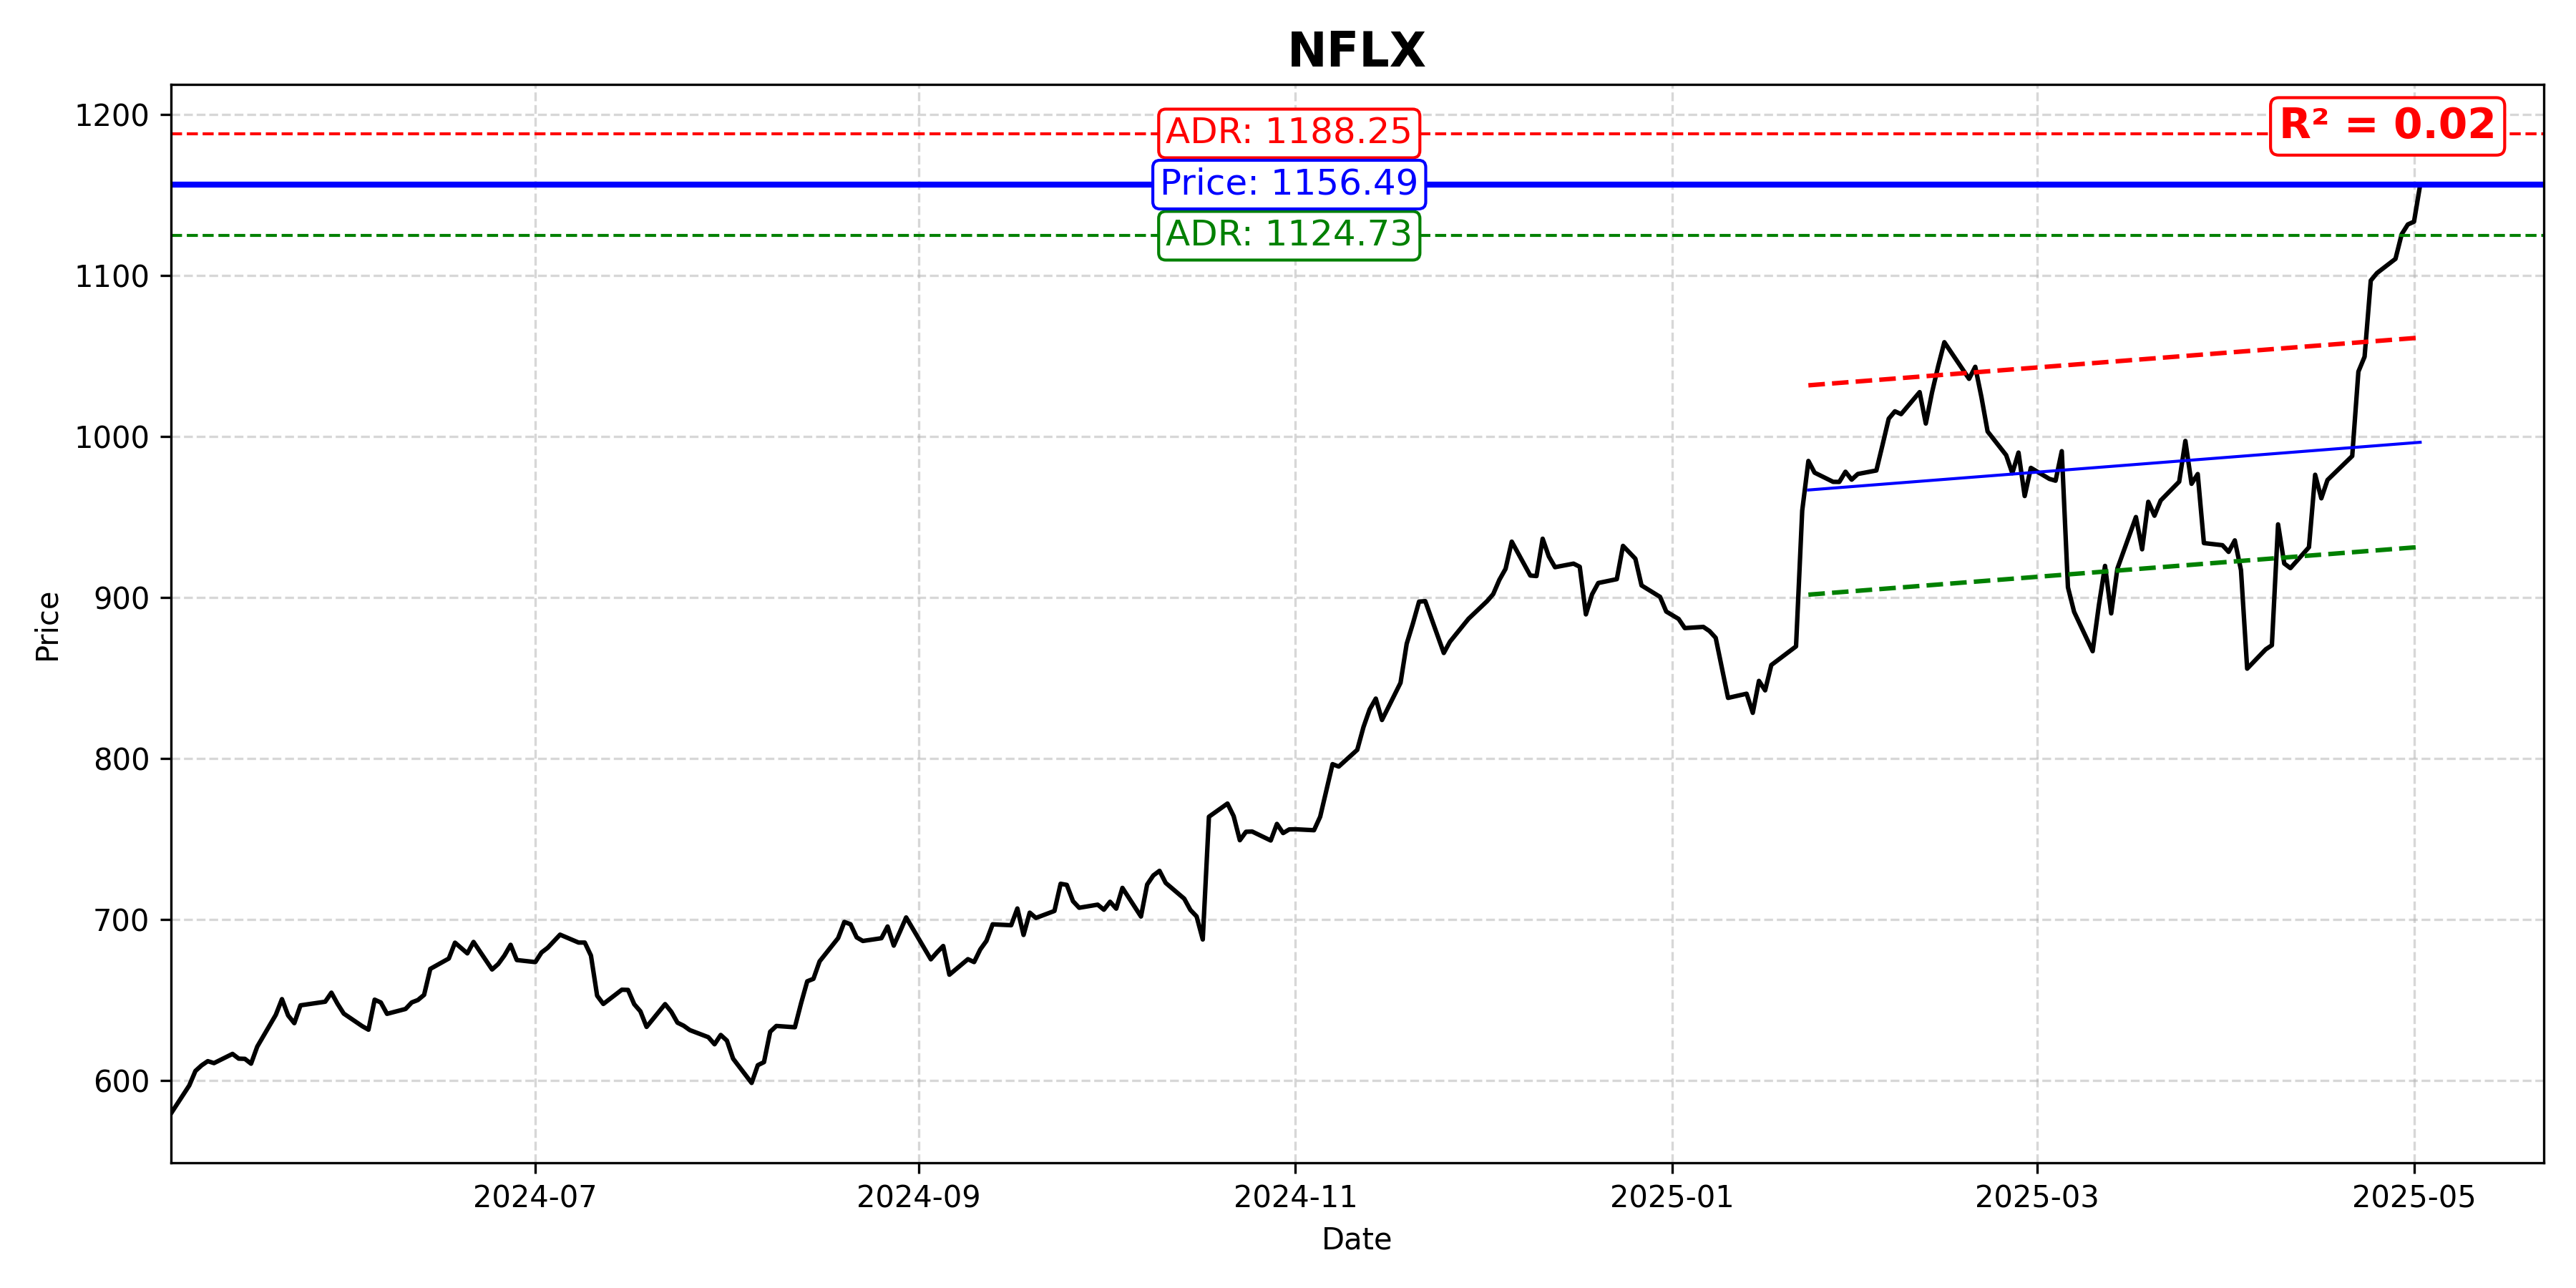 NFLX
1200
1100
1000
900
800
700
600
Price
ADR: 1188.25
Price: 1156.49
ADR: 1124.73
R² = 0.02
2024-07
2024-09
2024-11
2025-01
2025-03
2025-05
Date